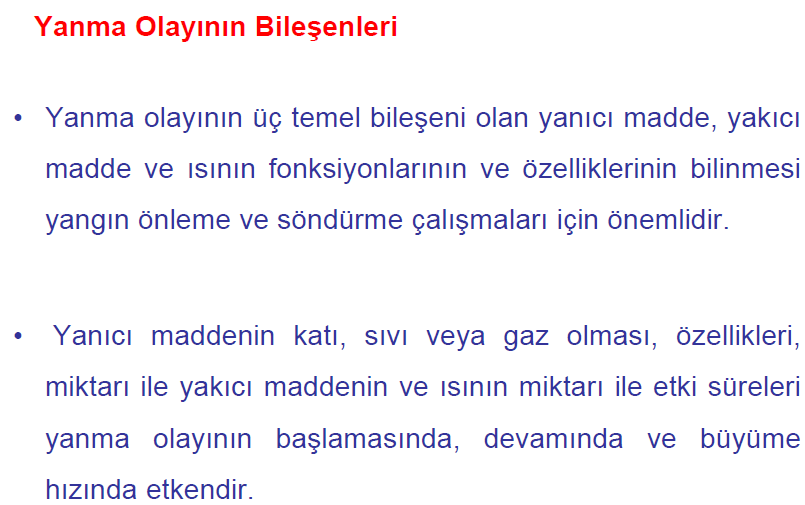 Yanma Olayının Bileşenleri
• Yanma olayının üç temel bileşeni olan yanıcı madde, yakıcı
madde ve ısının fonksiyonlarının ve özelliklerinin bilinmesi
yangın önleme ve söndürme çalışmaları için önemlidir.
• Yanıcı maddenin katı, sıvı veya gaz olması, özellikleri,
miktarı ile yakıcı maddenin ve ısının miktarı ile etki süreleri
yanma olayının başlamasında, devamında ve büyüme
hızında etkendir.